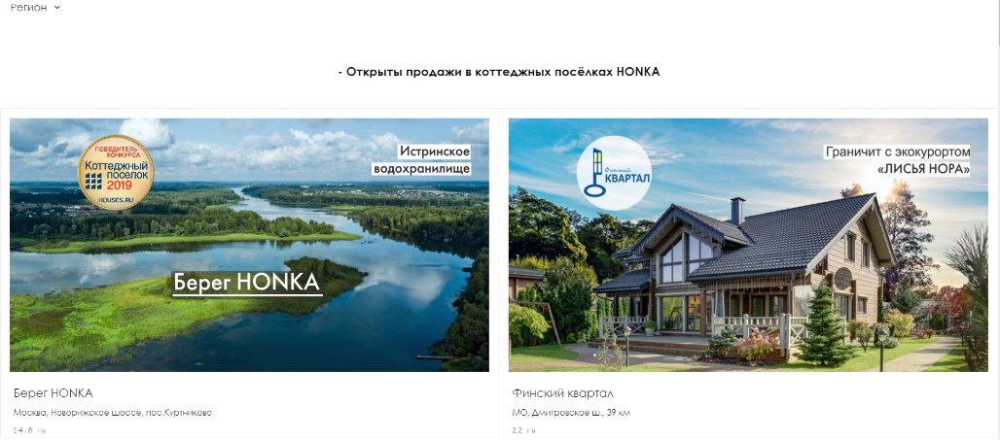 Регион
- Открыты продажи в коттеджных посёлках HONKA
ПОБЕДИТЕЛЬ
КОНКУРСА
Коттеджный
поселок
2019
HOUSES.RU
Истринское
водохранилище
Берег HONKA
Финский
КВАРТАЛ
Граничит с экокурортом
«ЛИСЬЯ НОРА»
Берег HONKA
Москва, Новорижское шоссе, пос.Куртниково
14.8 га
Финский квартал
МО, Дмитровское ш., 39 км
22 га